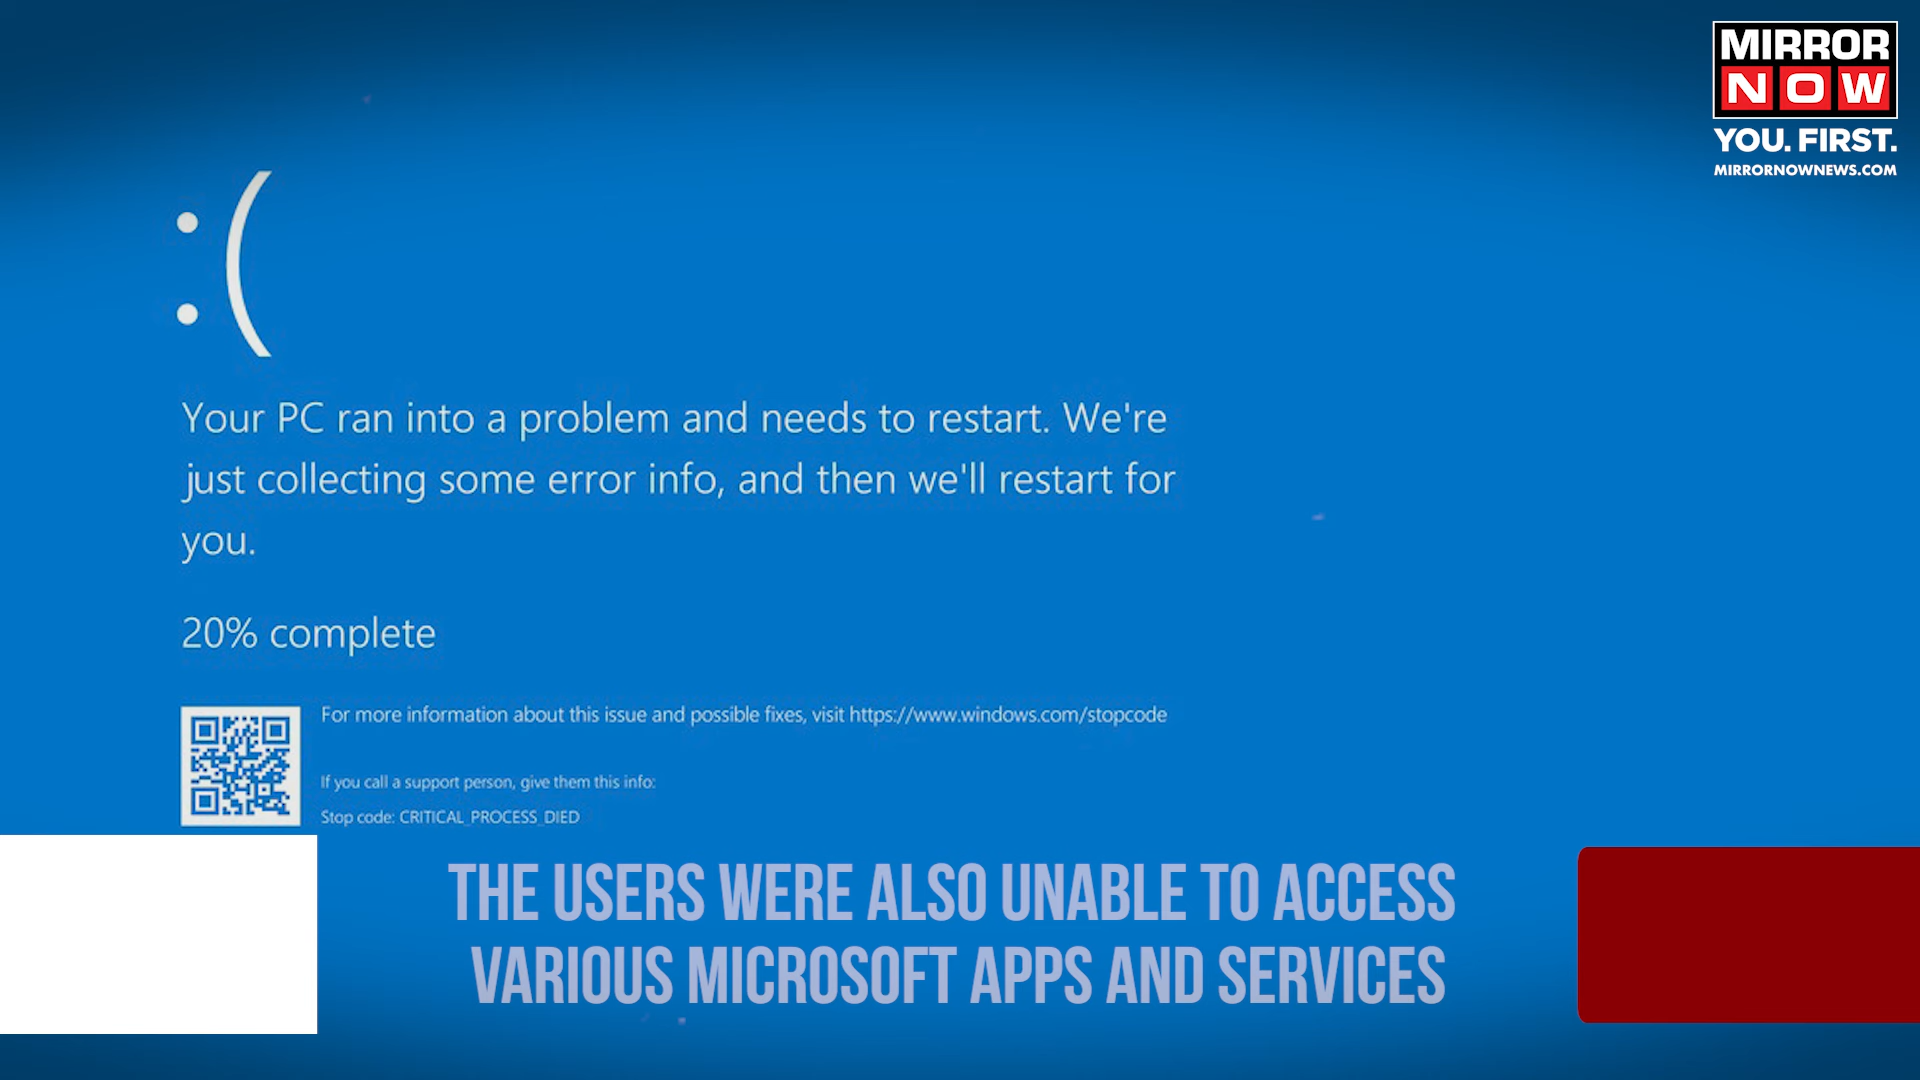 MIRROR
NOW
YOU. FIRST.
MIRRORNOWNEWS.COM
:(
Your PC ran into a problem and needs to restart. We're
just collecting some error info, and then we'll restart for
you.
20% complete
For more information about this issue and possible fixes, visit https://www.windows.com/stopcode
If you call a support person, give them this info:
Stop code: CRITICAL_PROCESS_DIED
THE USERS WERE ALSO UNABLE TO ACCESS
VARIOUS MICROSOFT APPS AND SERVICES